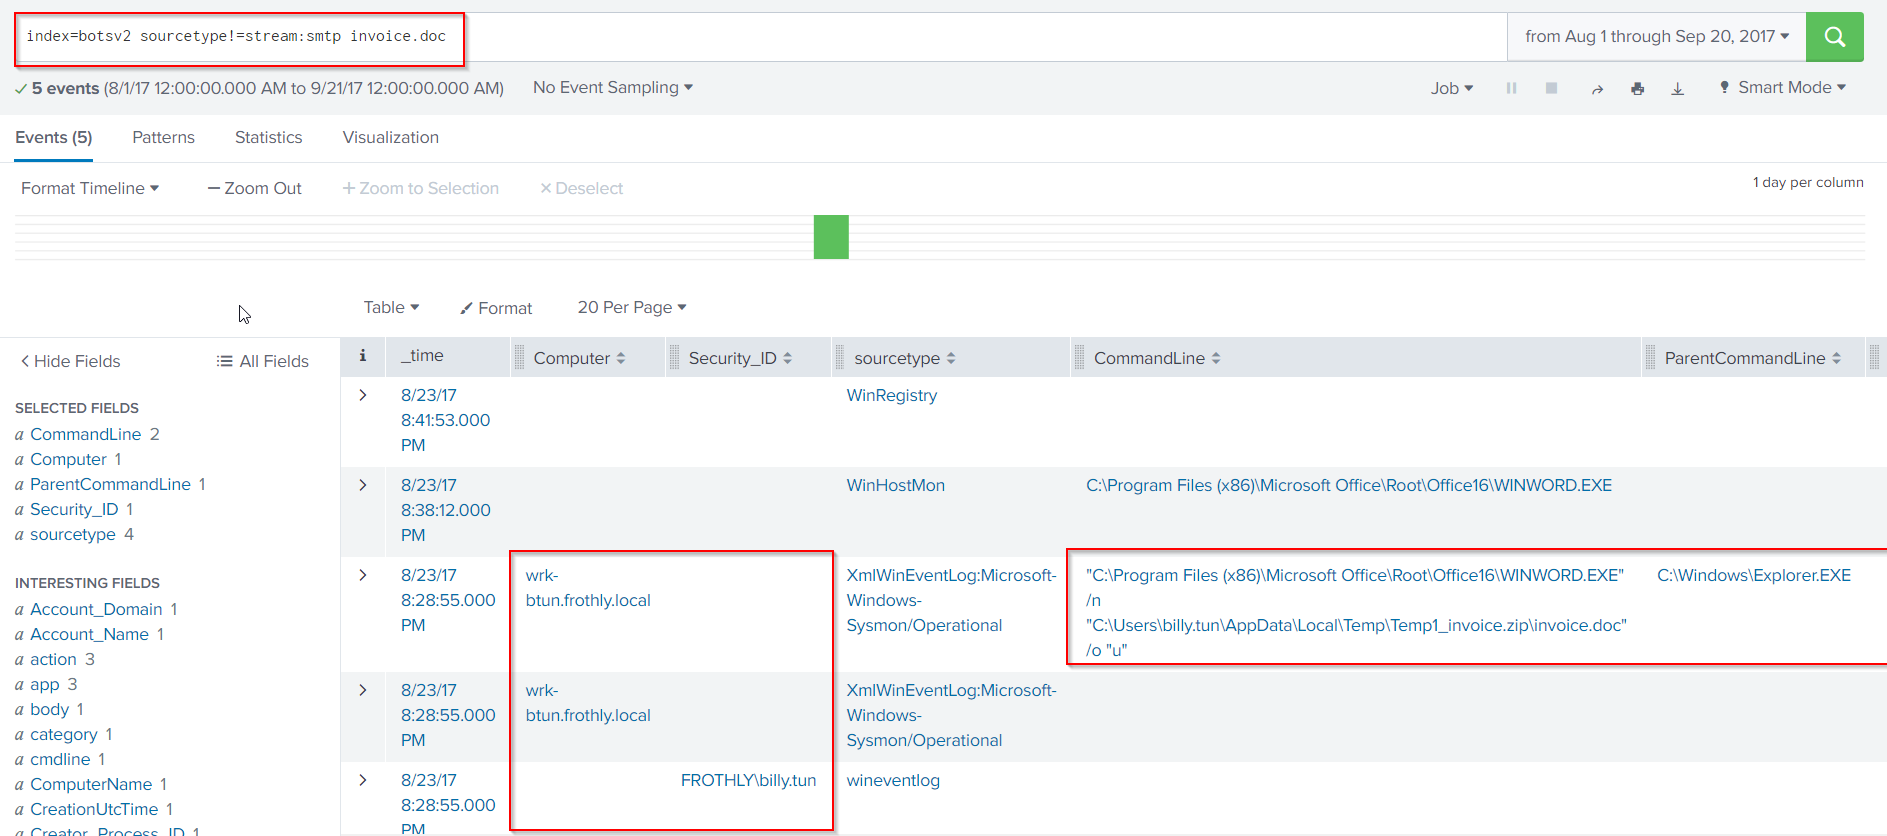 index=botsv2 sourcetype!=stream:smtp invoice.doc
from Aug 1 through Sep 20, 2017
5 events (8/1/17 12:00:00.000 AM to 9/21/17 12:00:00.000 AM)
No Event Sampling
Job
Smart Mode
Events (5)
Patterns
Statistics
Visualization
Format Timeline
— Zoom Out
+ Zoom to Selection
× Deselect
1 day per column
Table
Format
20 Per Page
Hide Fields
All Fields
SELECTED FIELDS
a CommandLine 2
a Computer 1
a ParentCommandLine 1
a Security_ID 1
a sourcetype 4
INTERESTING FIELDS
a Account_Domain 1
a Account_Name 1
a action 3
a app 3
a body 1
a category 1
a cmdline 1
a ComputerName 1
a CreationUtcTime 1
a Creator_Process_ID 1
i
_time
Computer
Security_ID
sourcetype
CommandLine
ParentCommandLine
8/23/17
8:41:53.000
PM
WinRegistry
8/23/17
8:38:12.000
PM
WinHostMon
C:\Program Files (x86)\Microsoft Office\Root\Office16\WINWORD.EXE
8/23/17
8:28:55.000
PM
wrk-
btun.frothly.local
XmlWinEventLog:Microsoft-
Windows-
Sysmon/Operational
"C:\Program Files (x86)\Microsoft Office\Root\Office16\WINWORD.EXE"
/n
"C:\Users\billy.tun\AppData\Local\Temp\Temp1_invoice.zip\invoice.doc"
/o "u"
C:\Windows\Explorer.EXE
8/23/17
8:28:55.000
PM
wrk-
btun.frothly.local
XmlWinEventLog:Microsoft-
Windows-
Sysmon/Operational
8/23/17
8:28:55.000
PM
FROTHLY\billy.tun
wineventlog